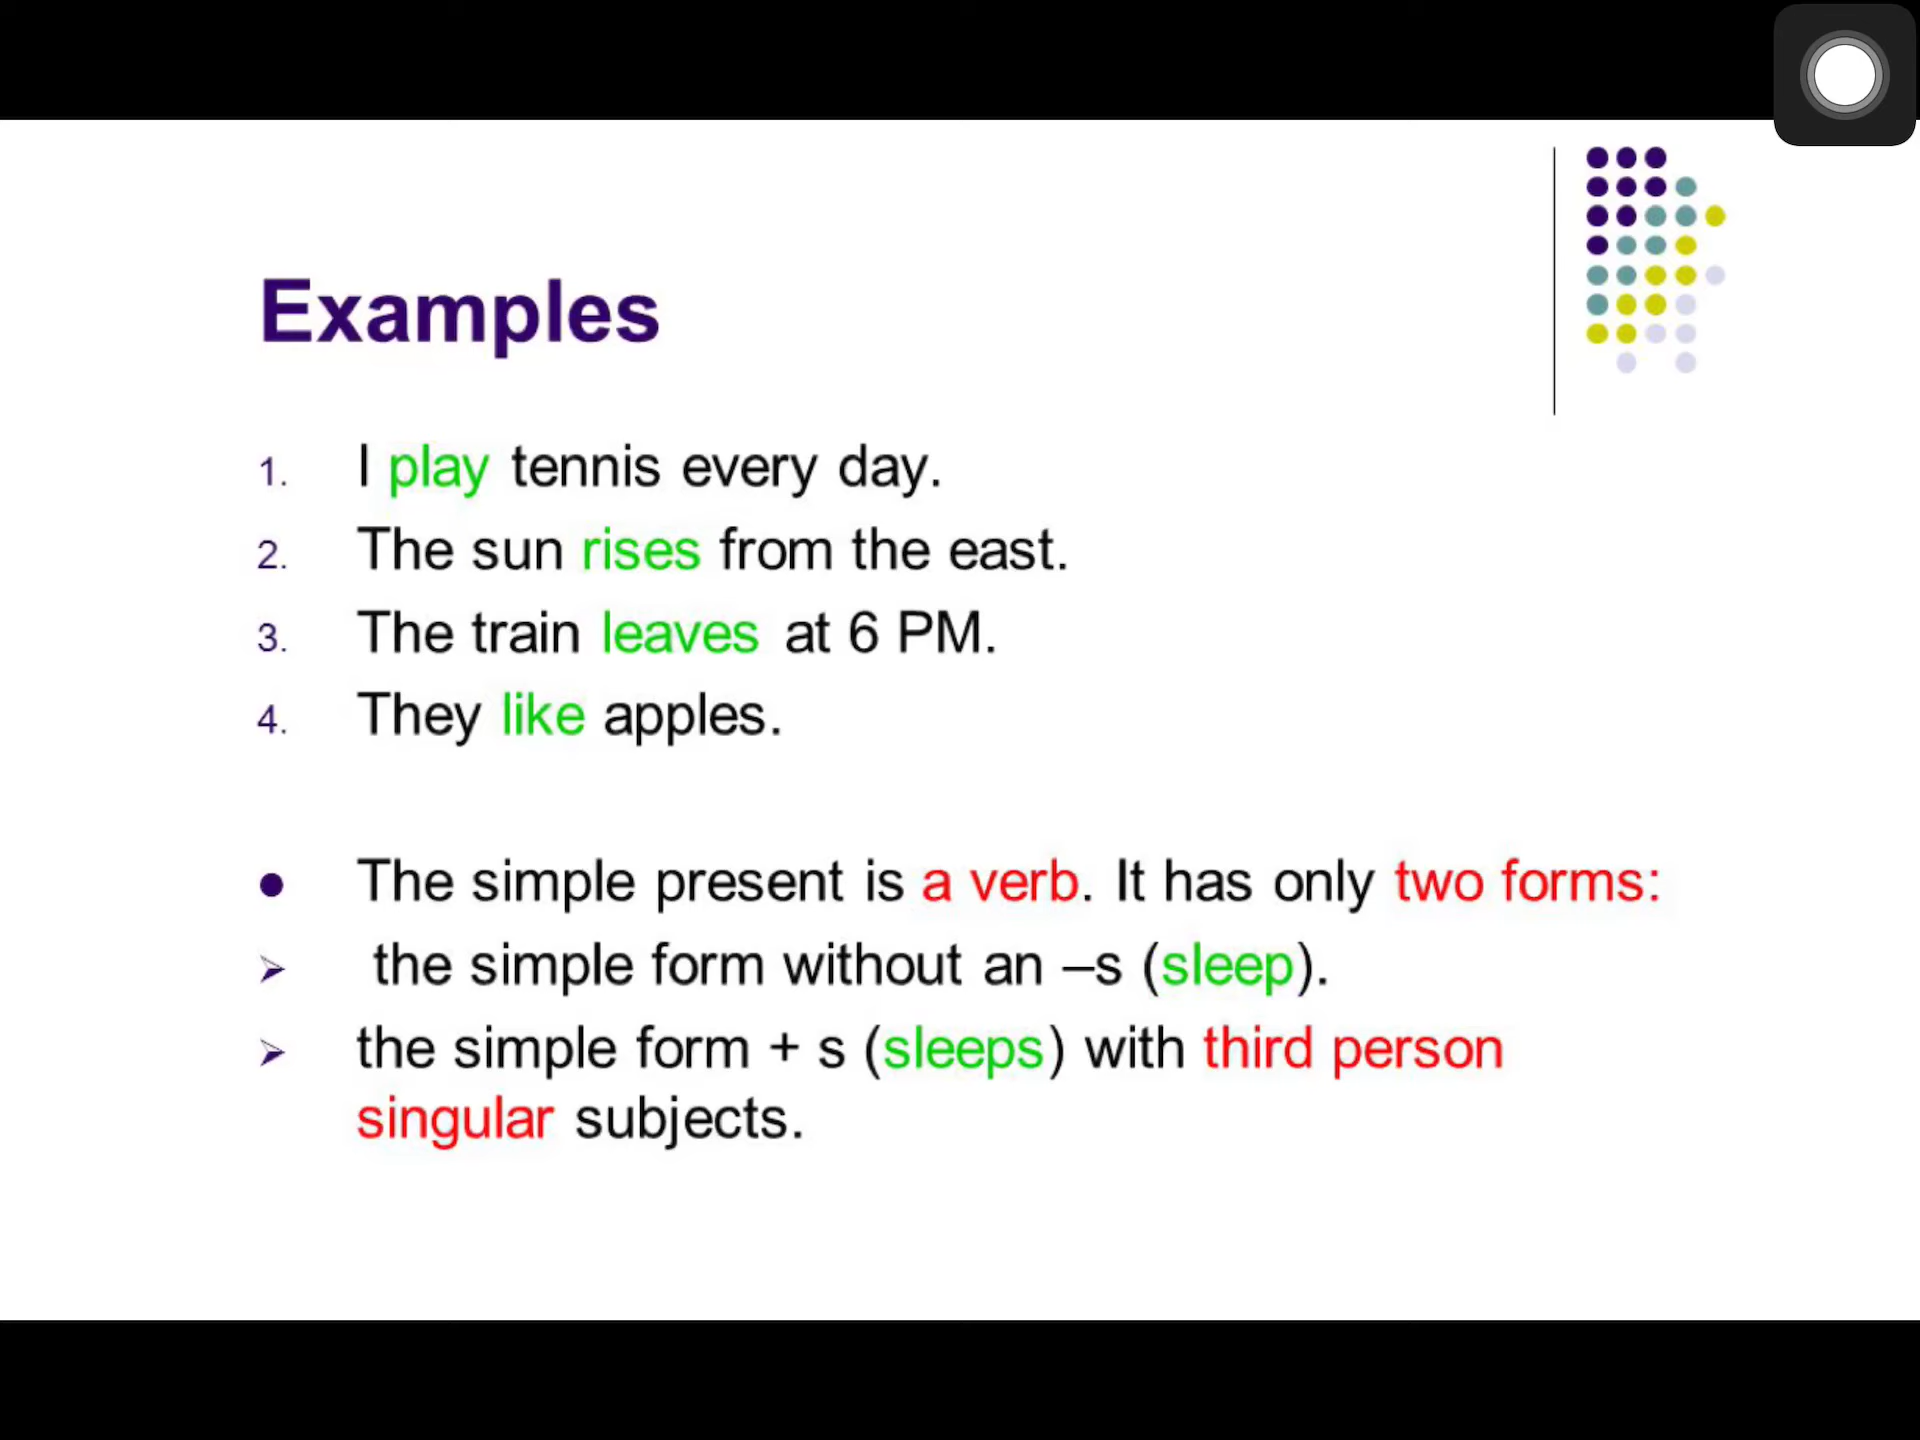 Examples
1. I play tennis every day.
2. The sun rises from the east.
3. The train leaves at 6 PM.
4. They like apples.
● The simple present is a verb. It has only two forms:
➢ the simple form without an –s (sleep).
➢ the simple form + s (sleeps) with third person
singular subjects.